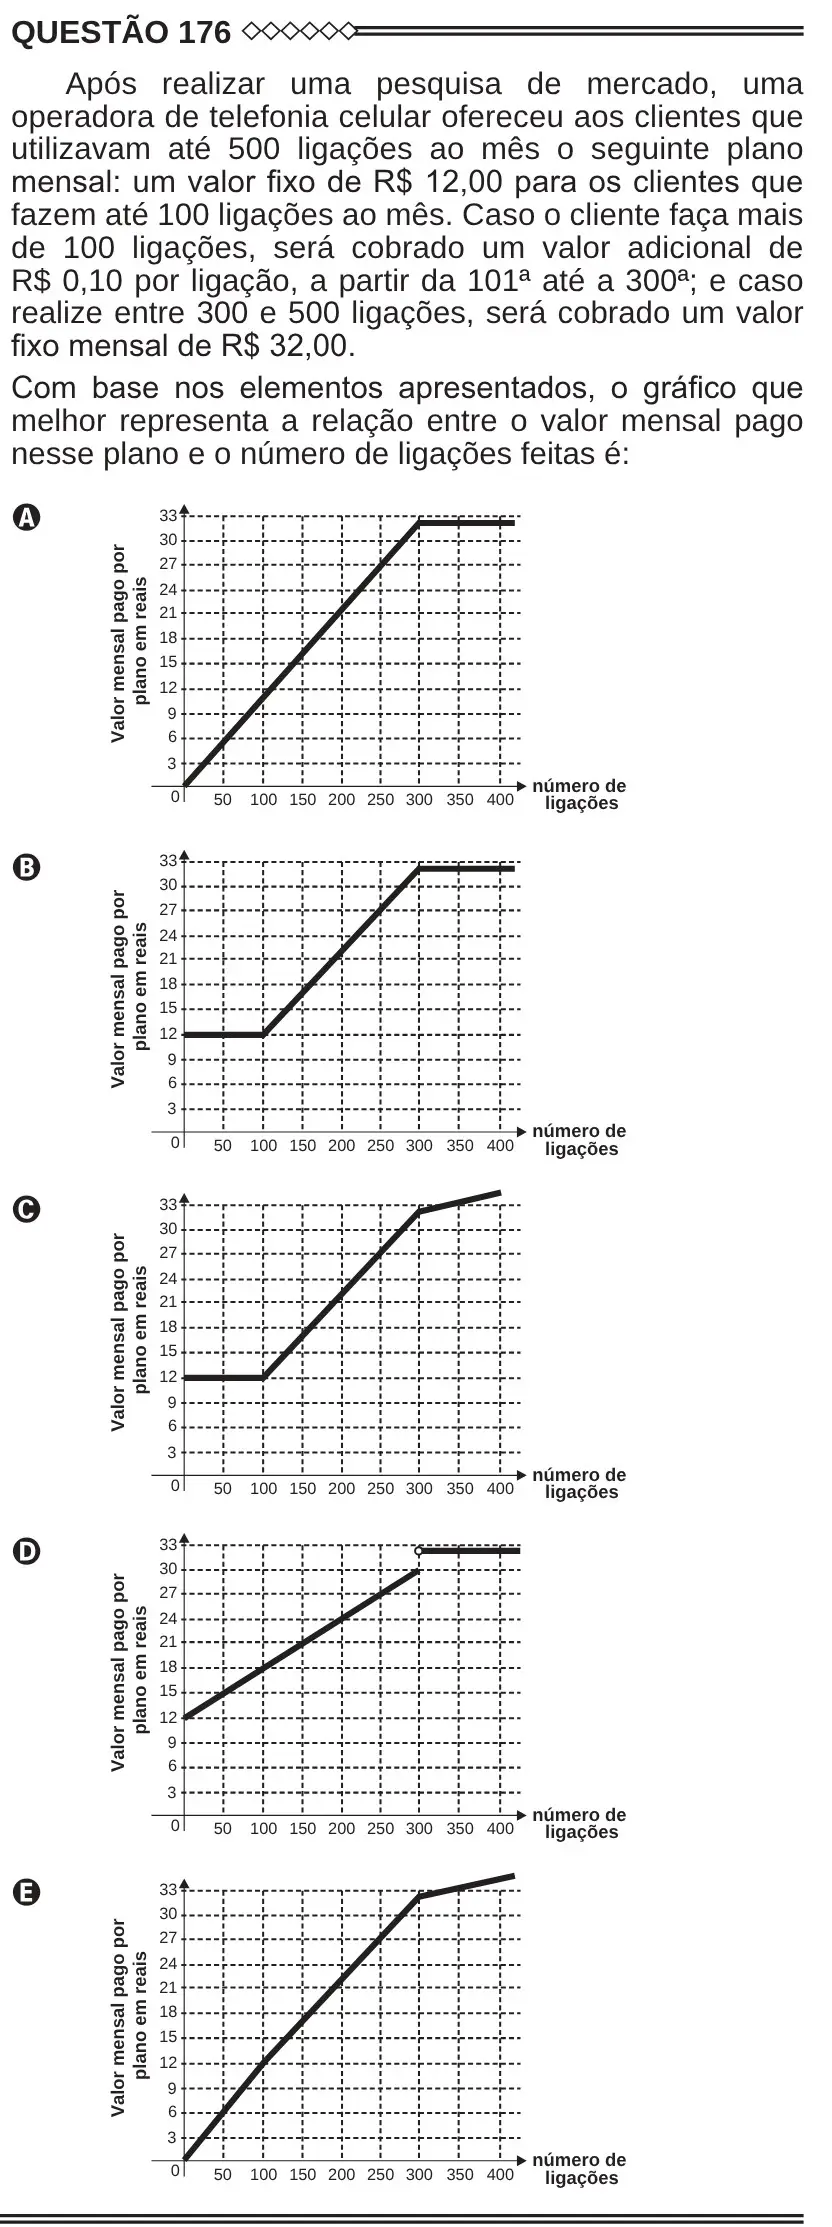 QUESTÃO 176
Após realizar uma pesquisa de mercado, uma
operadora de telefonia celular ofereceu aos clientes que
utilizavam até 500 ligações ao mês o seguinte plano
mensal: um valor fixo de R$ 12,00 para os clientes que
fazem até 100 ligações ao mês. Caso o cliente faça mais
de 100 ligações, será cobrado um valor adicional de
R$ 0,10 por ligação, a partir da 101ª até a 300ª; e caso
realize entre 300 e 500 ligações, será cobrado um valor
fixo mensal de R$ 32,00.
Com base nos elementos apresentados, o gráfico que
melhor representa a relação entre o valor mensal pago
nesse plano e o número de ligações feitas é:
A
Valor mensal pago por
plano em reais
33
30
27
24
21
18
15
12
9
6
3
0 50 100 150 200 250 300 350 400
número de
ligações
B
Valor mensal pago por
plano em reais
33
30
27
24
21
18
15
12
9
6
3
0 50 100 150 200 250 300 350 400
número de
ligações
C
Valor mensal pago por
plano em reais
33
30
27
24
21
18
15
12
9
6
3
0 50 100 150 200 250 300 350 400
número de
ligações
D
Valor mensal pago por
plano em reais
33
30
27
24
21
18
15
12
9
6
3
0 50 100 150 200 250 300 350 400
número de
ligações
E
Valor mensal pago por
plano em reais
33
30
27
24
21
18
15
12
9
6
3
0 50 100 150 200 250 300 350 400
número de
ligações